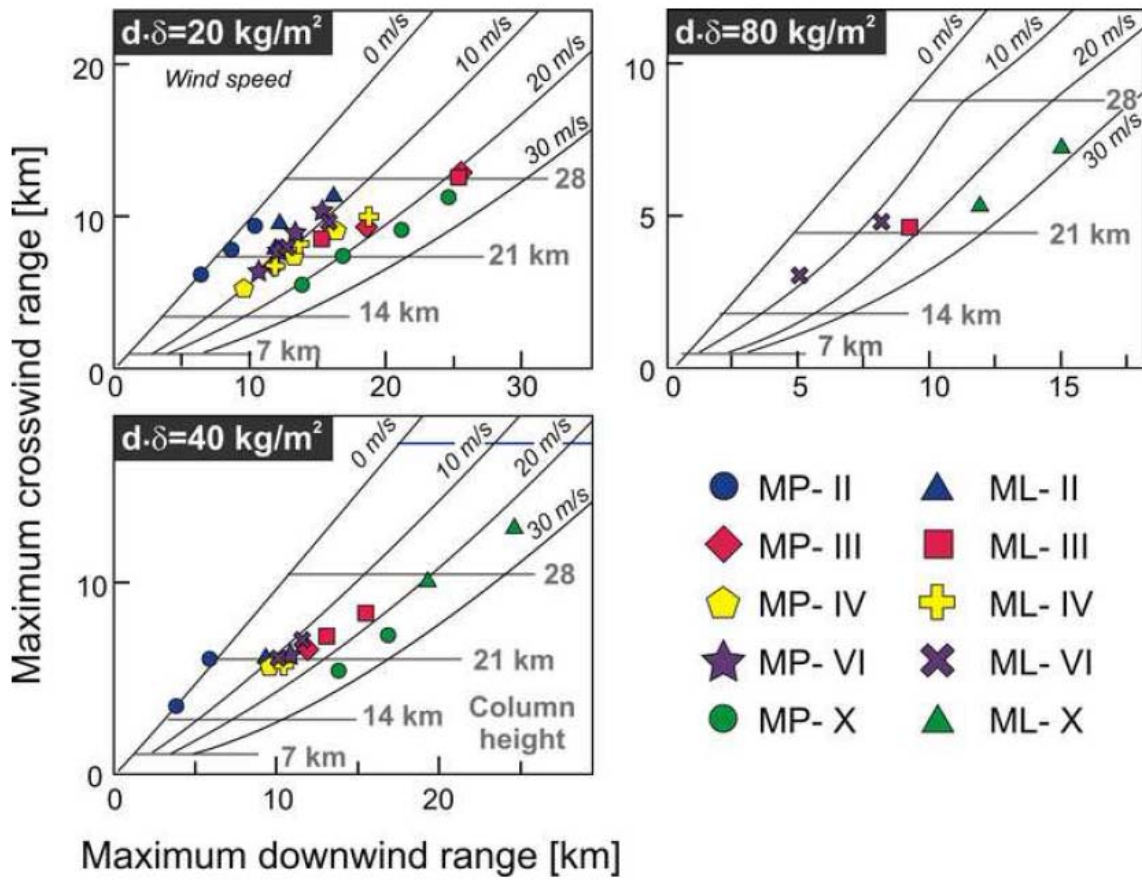 d·δ=20 kg/m²
Wind speed
0 m/s
10 m/s
20 m/s
30 m/s
28
21 km
14 km
7 km
20
10
0
0 10 20 30
d·δ=80 kg/m²
0 m/s
10 m/s
20 m/s
30 m/s
28
21 km
14 km
7 km
10
5
0
0 5 10 15
d·δ=40 kg/m²
0 m/s
10 m/s
20 m/s
30 m/s
28
21 km
14 km
7 km
Column
height
10
0
0 10 20
Maximum crosswind range [km]
Maximum downwind range [km]
MP- II ML- II
MP- III ML- III
MP- IV ML- IV
MP- VI ML- VI
MP- X ML- X